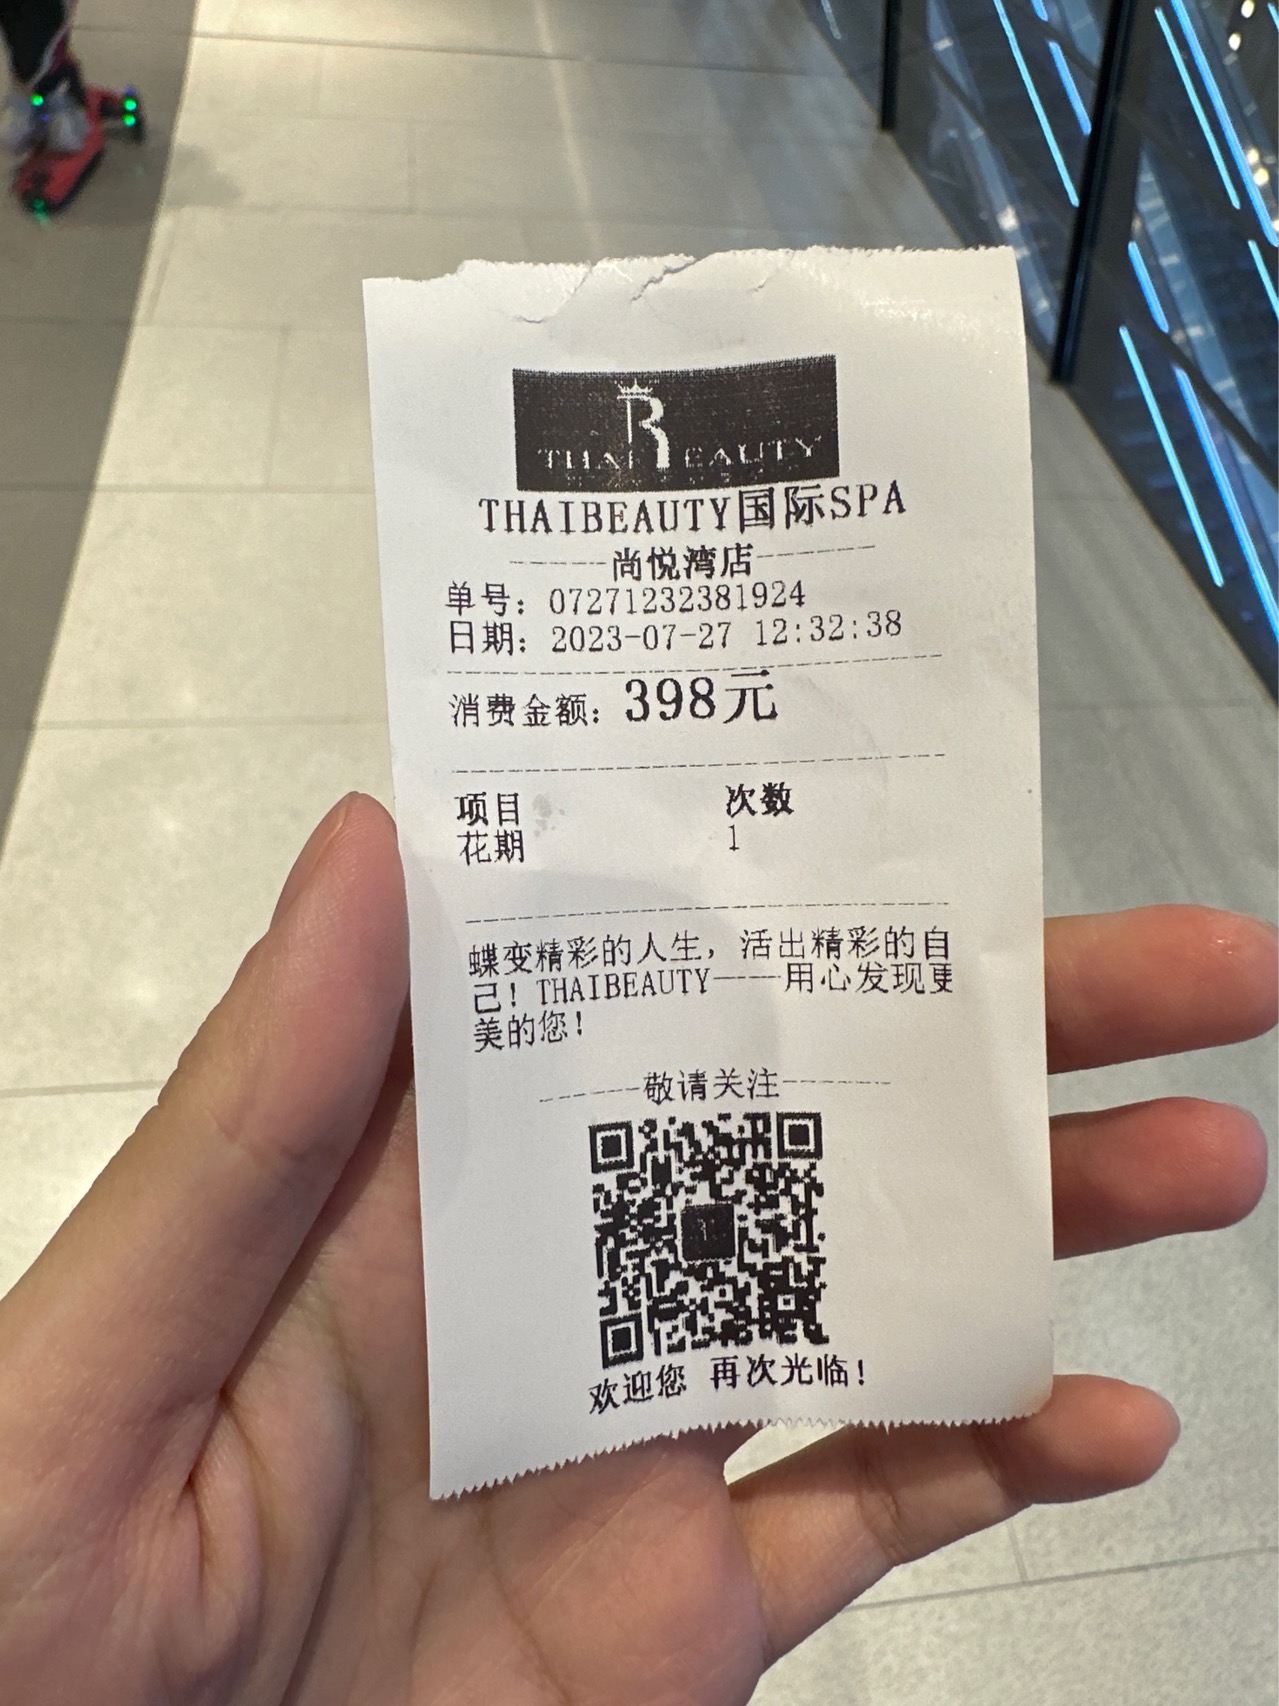 THAI BEAUTY
THAIBEAUTY国际SPA
尚悦湾店
单号: 07271232381924
日期: 2023-07-27 12:32:38
消费金额: 398元
项目 次数
花期 1
蝶变精彩的人生, 活出精彩的自
己! THAIBEAUTY——用心发现更
美的您!
敬请关注
欢迎您 再次光临!